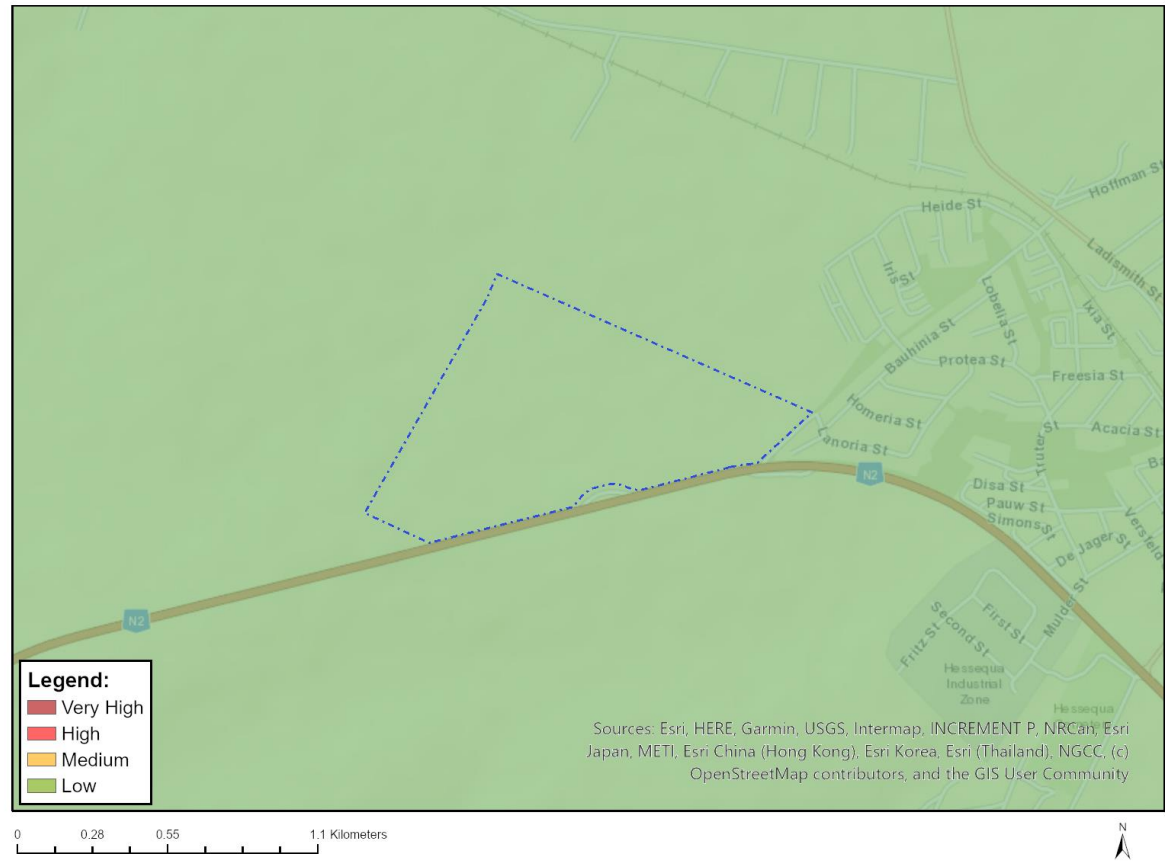 Hoffman St
Heide St
Ladismith St
Iris St
Lobelia St
Ixia St
Bauhinia St
Protea St
Freesia St
Homeria St
Acacia St
Lanoria St
Truter St
Ba
N2
Disa St
Pauw St
Simons St
Versfeld
De Jager St
Mulder St
First St
Second St
Fritz St
N2
Hessequa
Industrial
Zone
Hessequa
Legend:
Very High
High
Medium
Low
Sources: Esri, HERE, Garmin, USGS, Intermap, INCREMENT P, NRCan, Esri
Japan, METI, Esri China (Hong Kong), Esri Korea, Esri (Thailand), NGCC, (c)
OpenStreetMap contributors, and the GIS User Community
0 0.28 0.55 1.1 Kilometers
N